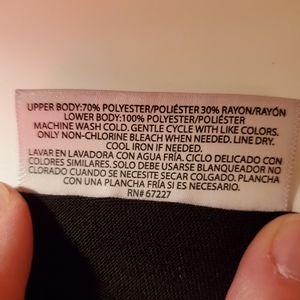 UPPER BODY:70% POLYESTER/POLIÉSTER 30% RAYON/RAYÓN
LOWER BODY:100% POLYESTER/POLIÉSTER
MACHINE WASH COLD. GENTLE CYCLE WITH LIKE COLORS.
ONLY NON-CHLORINE BLEACH WHEN NEEDED. LINE DRY.
COOL IRON IF NEEDED.
LAVAR EN LAVADORA CON AGUA FRÍA. CICLO DELICADO CON
COLORES SIMILARES. SOLO DEBE USARSE BLANQUEADOR NO
CLORADO CUANDO SE NECESITE SECAR COLGADO. PLANCHA
CON UNA PLANCHA FRÍA SI ES NECESARIO.
RN# 67227